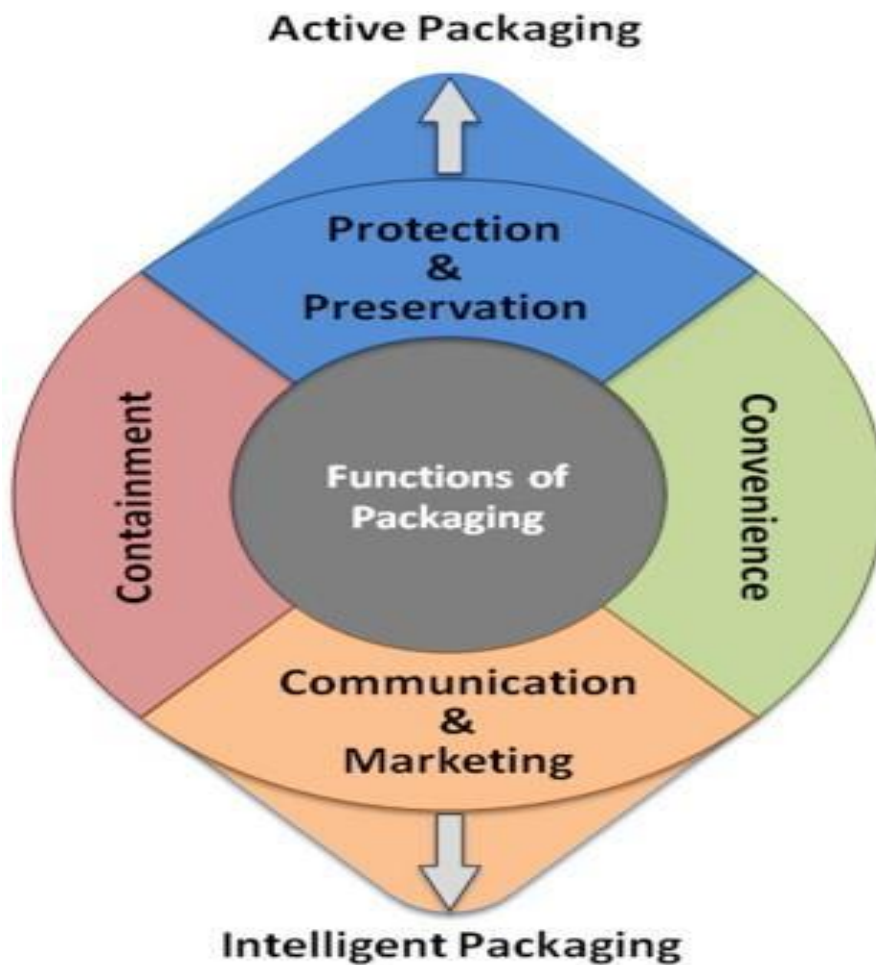 Active Packaging
Protection
&
Preservation
Containment
Functions of
Packaging
Convenience
Communication
&
Marketing
Intelligent Packaging